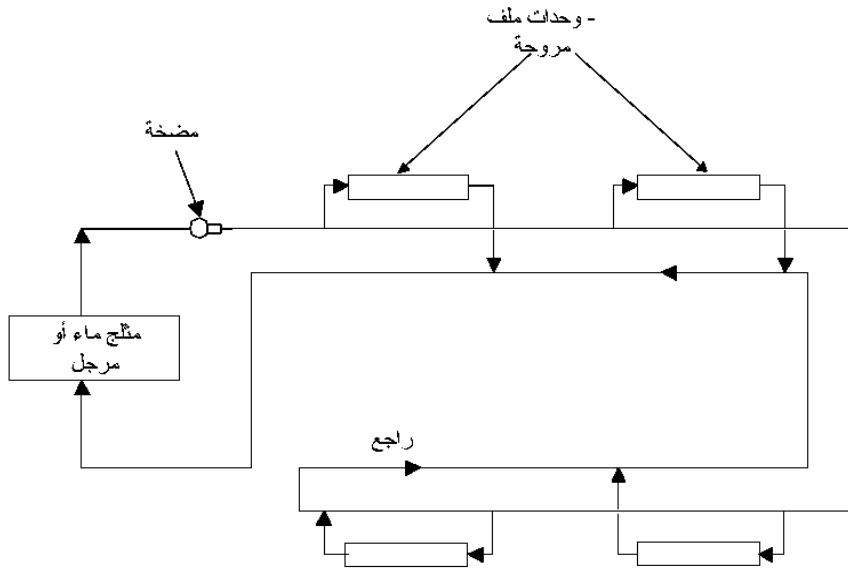 - وحدات ملف
مروحة
مضخة
مثلج ماء أو
مرجل
راجع